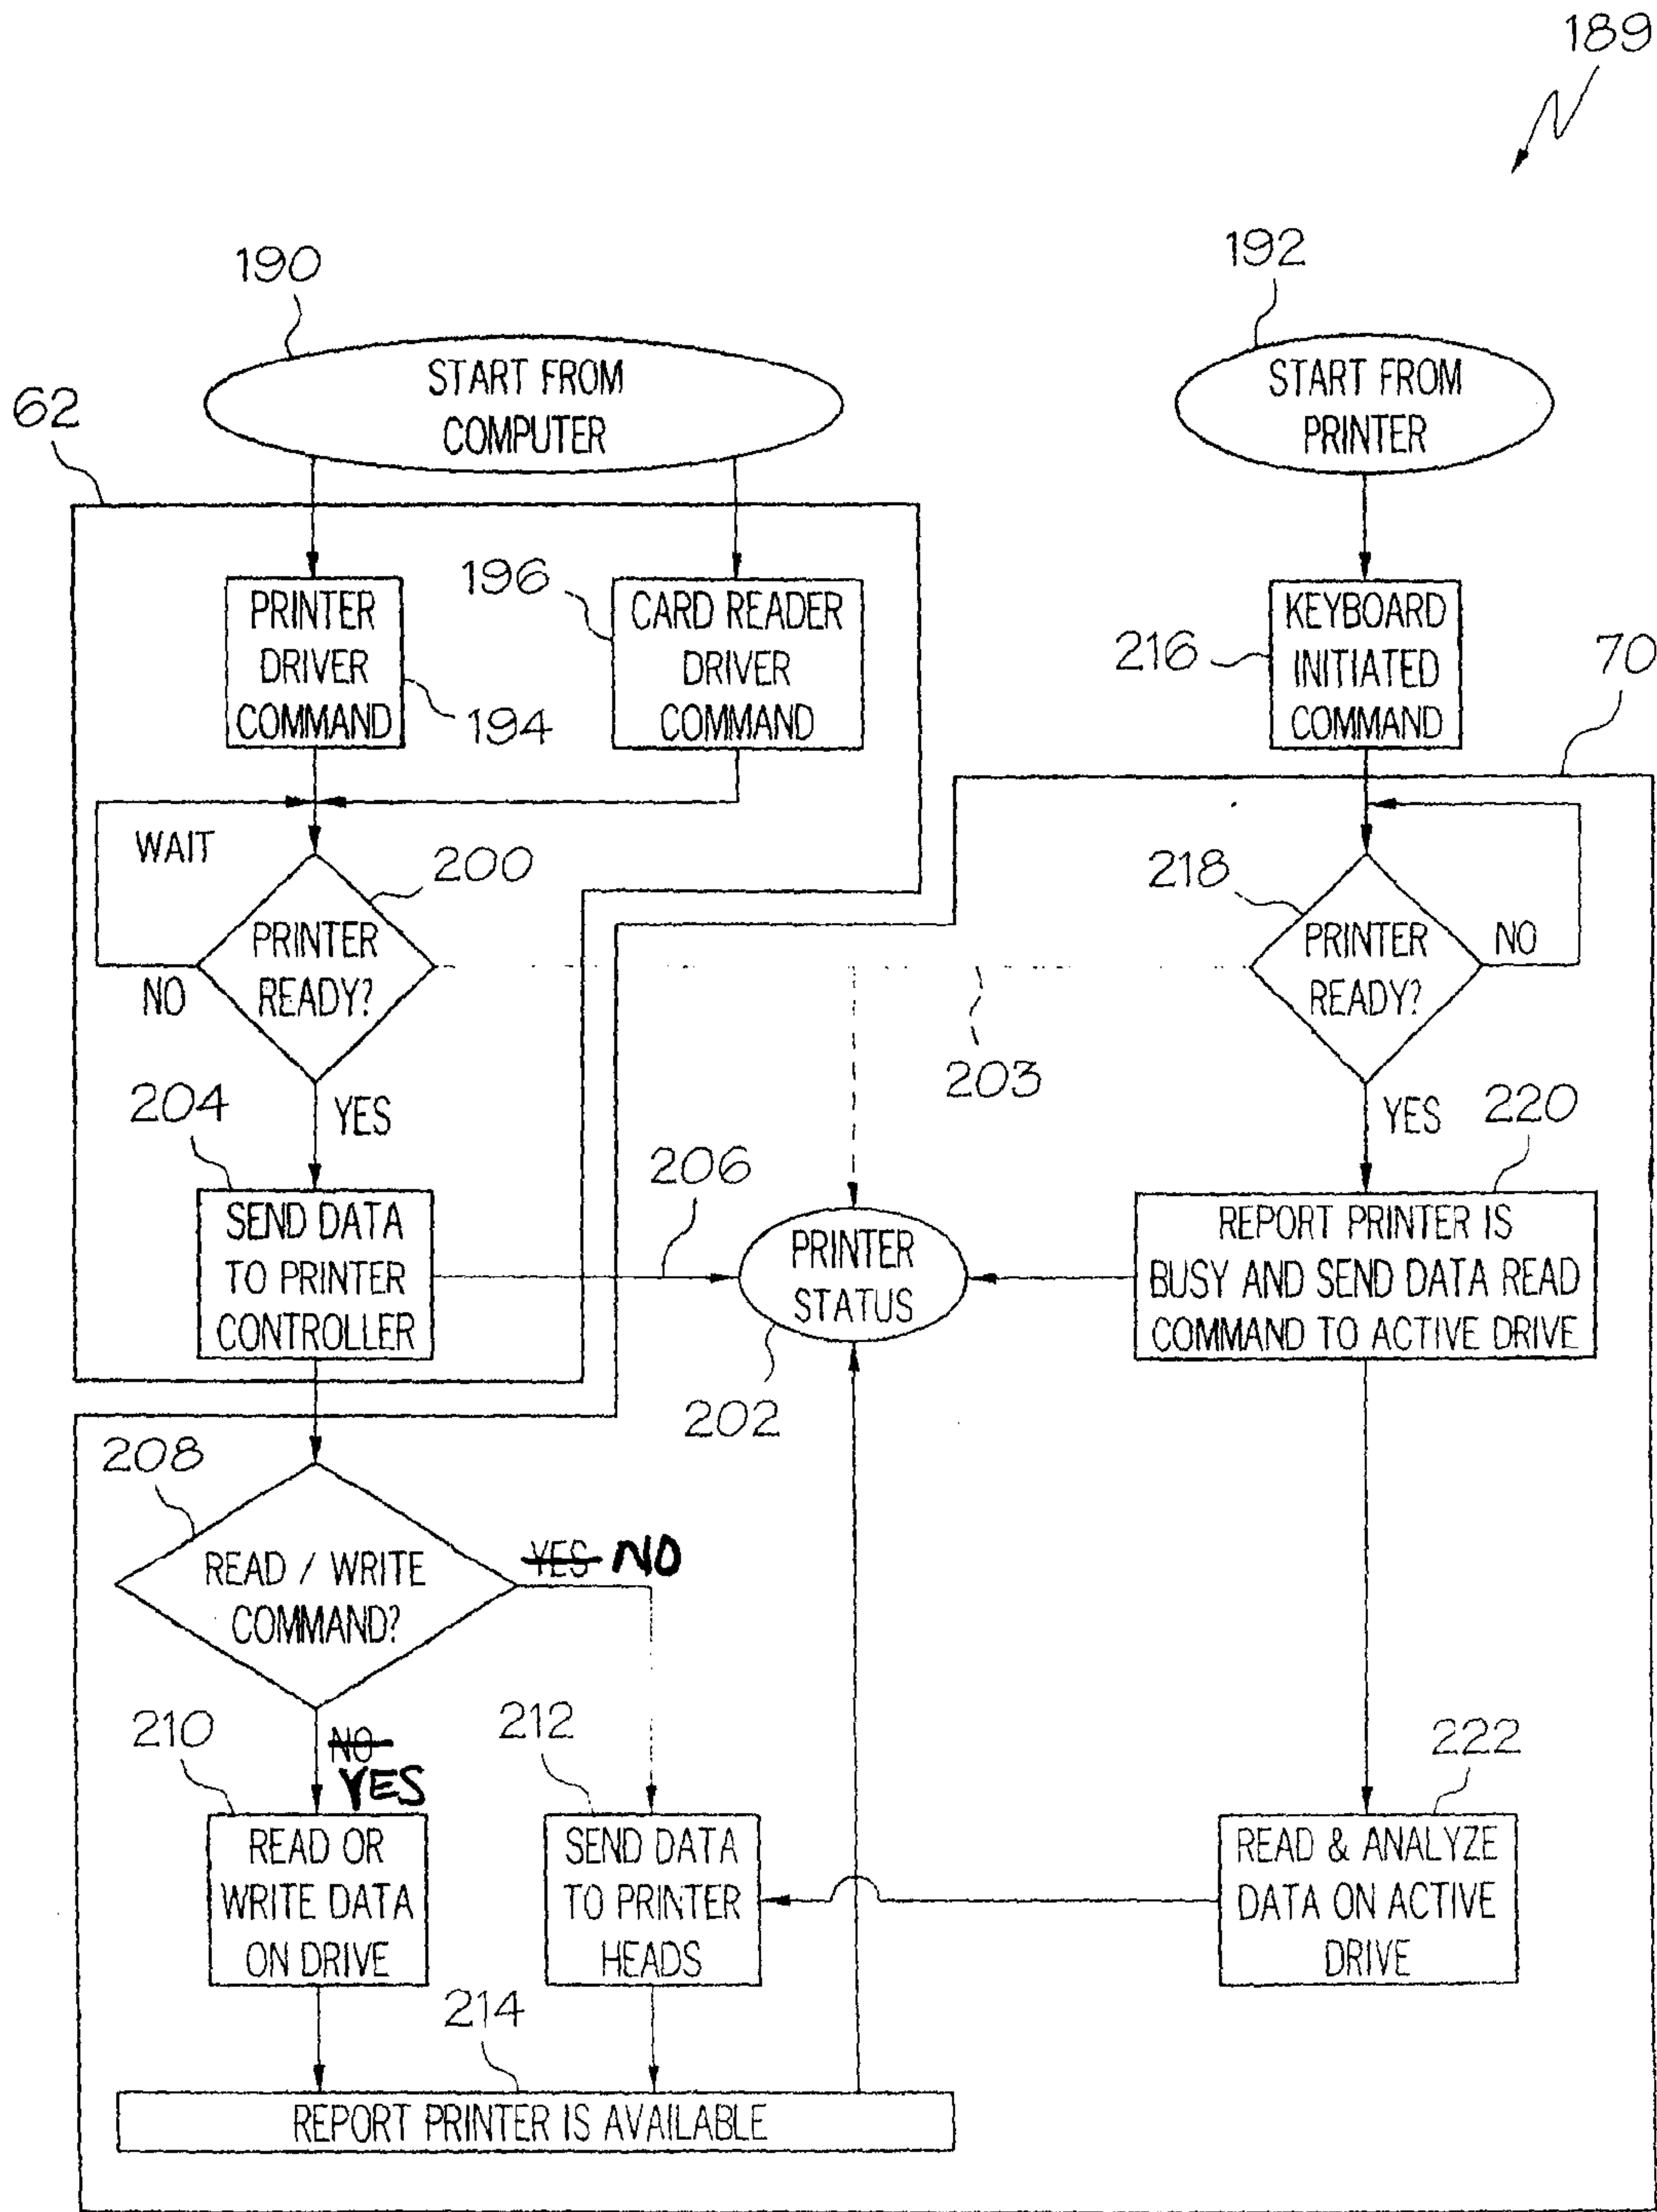 189
190
192
START FROM
COMPUTER
START FROM
PRINTER
62
PRINTER
DRIVER
COMMAND
194
196
CARD READER
DRIVER
COMMAND
KEYBOARD
INITIATED
COMMAND
216
70
WAIT
200
PRINTER
READY?
NO
YES
218
PRINTER
READY?
NO
YES
203
204
SEND DATA
TO PRINTER
CONTROLLER
206
PRINTER
STATUS
202
220
REPORT PRINTER IS
BUSY AND SEND DATA READ
COMMAND TO ACTIVE DRIVE
208
READ / WRITE
COMMAND?
YES NO
NO
YES
210
READ OR
WRITE DATA
ON DRIVE
212
SEND DATA
TO PRINTER
HEADS
222
READ & ANALYZE
DATA ON ACTIVE
DRIVE
214
REPORT PRINTER IS AVAILABLE